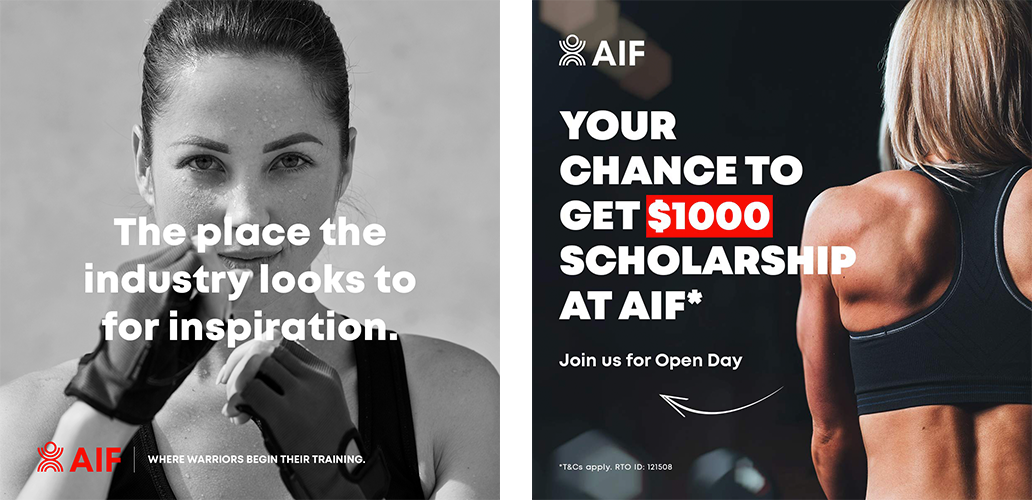 The place the
industry looks to
for inspiration.
AIF
WHERE WARRIORS BEGIN THEIR TRAINING.
AIF
YOUR
CHANCE TO
GET $1000
SCHOLARSHIP
AT AIF*
Join us for Open Day
*T&Cs apply. RTO ID: 121508